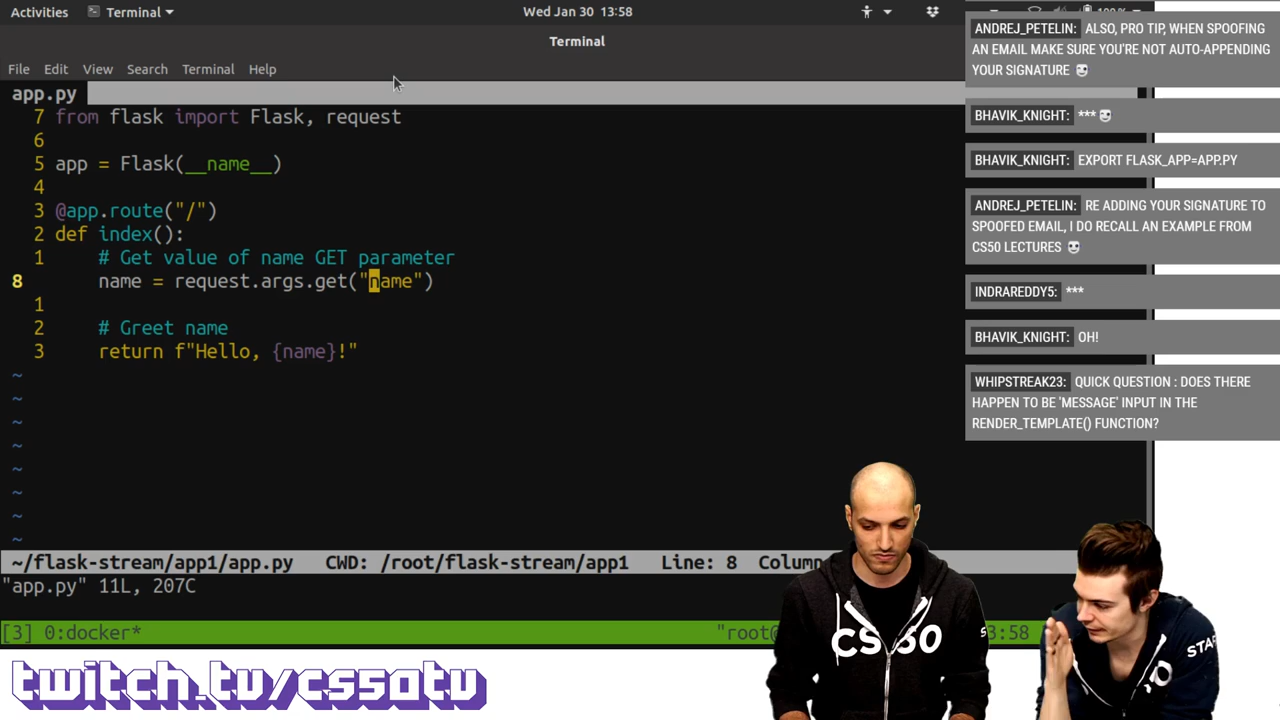 Activities Terminal Wed Jan 30 13:58
Terminal
File Edit View Search Terminal Help
app.py
7 from flask import Flask, request
6
5 app = Flask(__name__)
4
3 @app.route("/")
2 def index():
1 # Get value of name GET parameter
8 name = request.args.get("name")
1
2 # Greet name
3 return f"Hello, {name}!"
~
~
~
~
~
~
~
~
~/flask-stream/app1/app.py CWD: /root/flask-stream/app1 Line: 8
"app.py" 11L, 207C
[3] 0:docker*
twitch.tv/cs50tv
ANDREJ_PETELIN: ALSO, PRO TIP, WHEN SPOOFING
AN EMAIL MAKE SURE YOU'RE NOT AUTO-APPENDING
YOUR SIGNATURE
BHAVIK_KNIGHT: ***
BHAVIK_KNIGHT: EXPORT FLASK_APP=APP.PY
ANDREJ_PETELIN: RE ADDING YOUR SIGNATURE TO
SPOOFED EMAIL, I DO RECALL AN EXAMPLE FROM
CS50 LECTURES
INDRAREDDY5: ***
BHAVIK_KNIGHT: OH!
WHIPSTREAK23: QUICK QUESTION : DOES THERE
HAPPEN TO BE 'MESSAGE' INPUT IN THE
RENDER_TEMPLATE() FUNCTION?
CS50